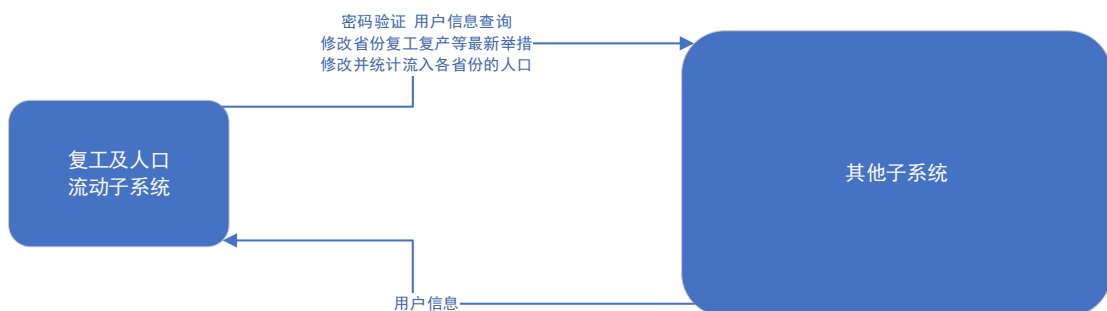 密码验证 用户信息查询
修改省份复工复产等最新举措
修改并统计流入各省份的人口
复工及人口
流动子系统
其他子系统
用户信息